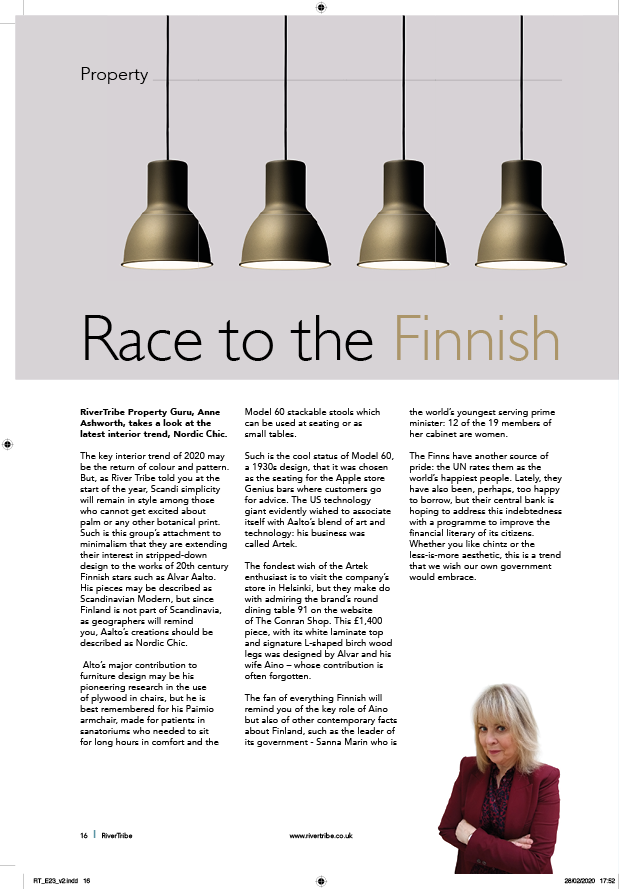 Property
Race to the Finnish
RiverTribe Property Guru, Anne
Ashworth, takes a look at the
latest interior trend, Nordic Chic.
The key interior trend of 2020 may
be the return of colour and pattern.
But, as River Tribe told you at the
start of the year, Scandi simplicity
will remain in style among those
who cannot get excited about
palm or any other botanical print.
Such is this group's attachment to
minimalism that they are extending
their interest in stripped-down
design to the works of 20th century
Finnish stars such as Alvar Aalto.
His pieces may be described as
Scandinavian Modern, but since
Finland is not part of Scandinavia,
as geographers will remind
you, Aalto's creations should be
described as Nordic Chic.
Alto's major contribution to
furniture design may be his
pioneering research in the use
of plywood in chairs, but he is
best remembered for his Paimio
armchair, made for patients in
sanatoriums who needed to sit
for long hours in comfort and the
Model 60 stackable stools which
can be used at seating or as
small tables.
Such is the cool status of Model 60,
a 1930s design, that it was chosen
as the seating for the Apple store
Genius bars where customers go
for advice. The US technology
giant evidently wished to associate
itself with Aalto's blend of art and
technology: his business was
called Artek.
The fondest wish of the Artek
enthusiast is to visit the company's
store in Helsinki, but they make do
with admiring the brand's round
dining table 91 on the website
of The Conran Shop. This £1,400
piece, with its white laminate top
and signature L-shaped birch wood
legs was designed by Alvar and his
wife Aino – whose contribution is
often forgotten.
The fan of everything Finnish will
remind you of the key role of Aino
but also of other contemporary facts
about Finland, such as the leader of
its government - Sanna Marin who is
the world's youngest serving prime
minister: 12 of the 19 members of
her cabinet are women.
The Finns have another source of
pride: the UN rates them as the
world's happiest people. Lately, they
have also been, perhaps, too happy
to borrow, but their central bank is
hoping to address this indebtedness
with a programme to improve the
financial literary of its citizens.
Whether you like chintz or the
less-is-more aesthetic, this is a trend
that we wish our own government
would embrace.
16 | RiverTribe
www.rivertribe.co.uk
RT_E23_v2.indd 16
28/02/2020 17:52